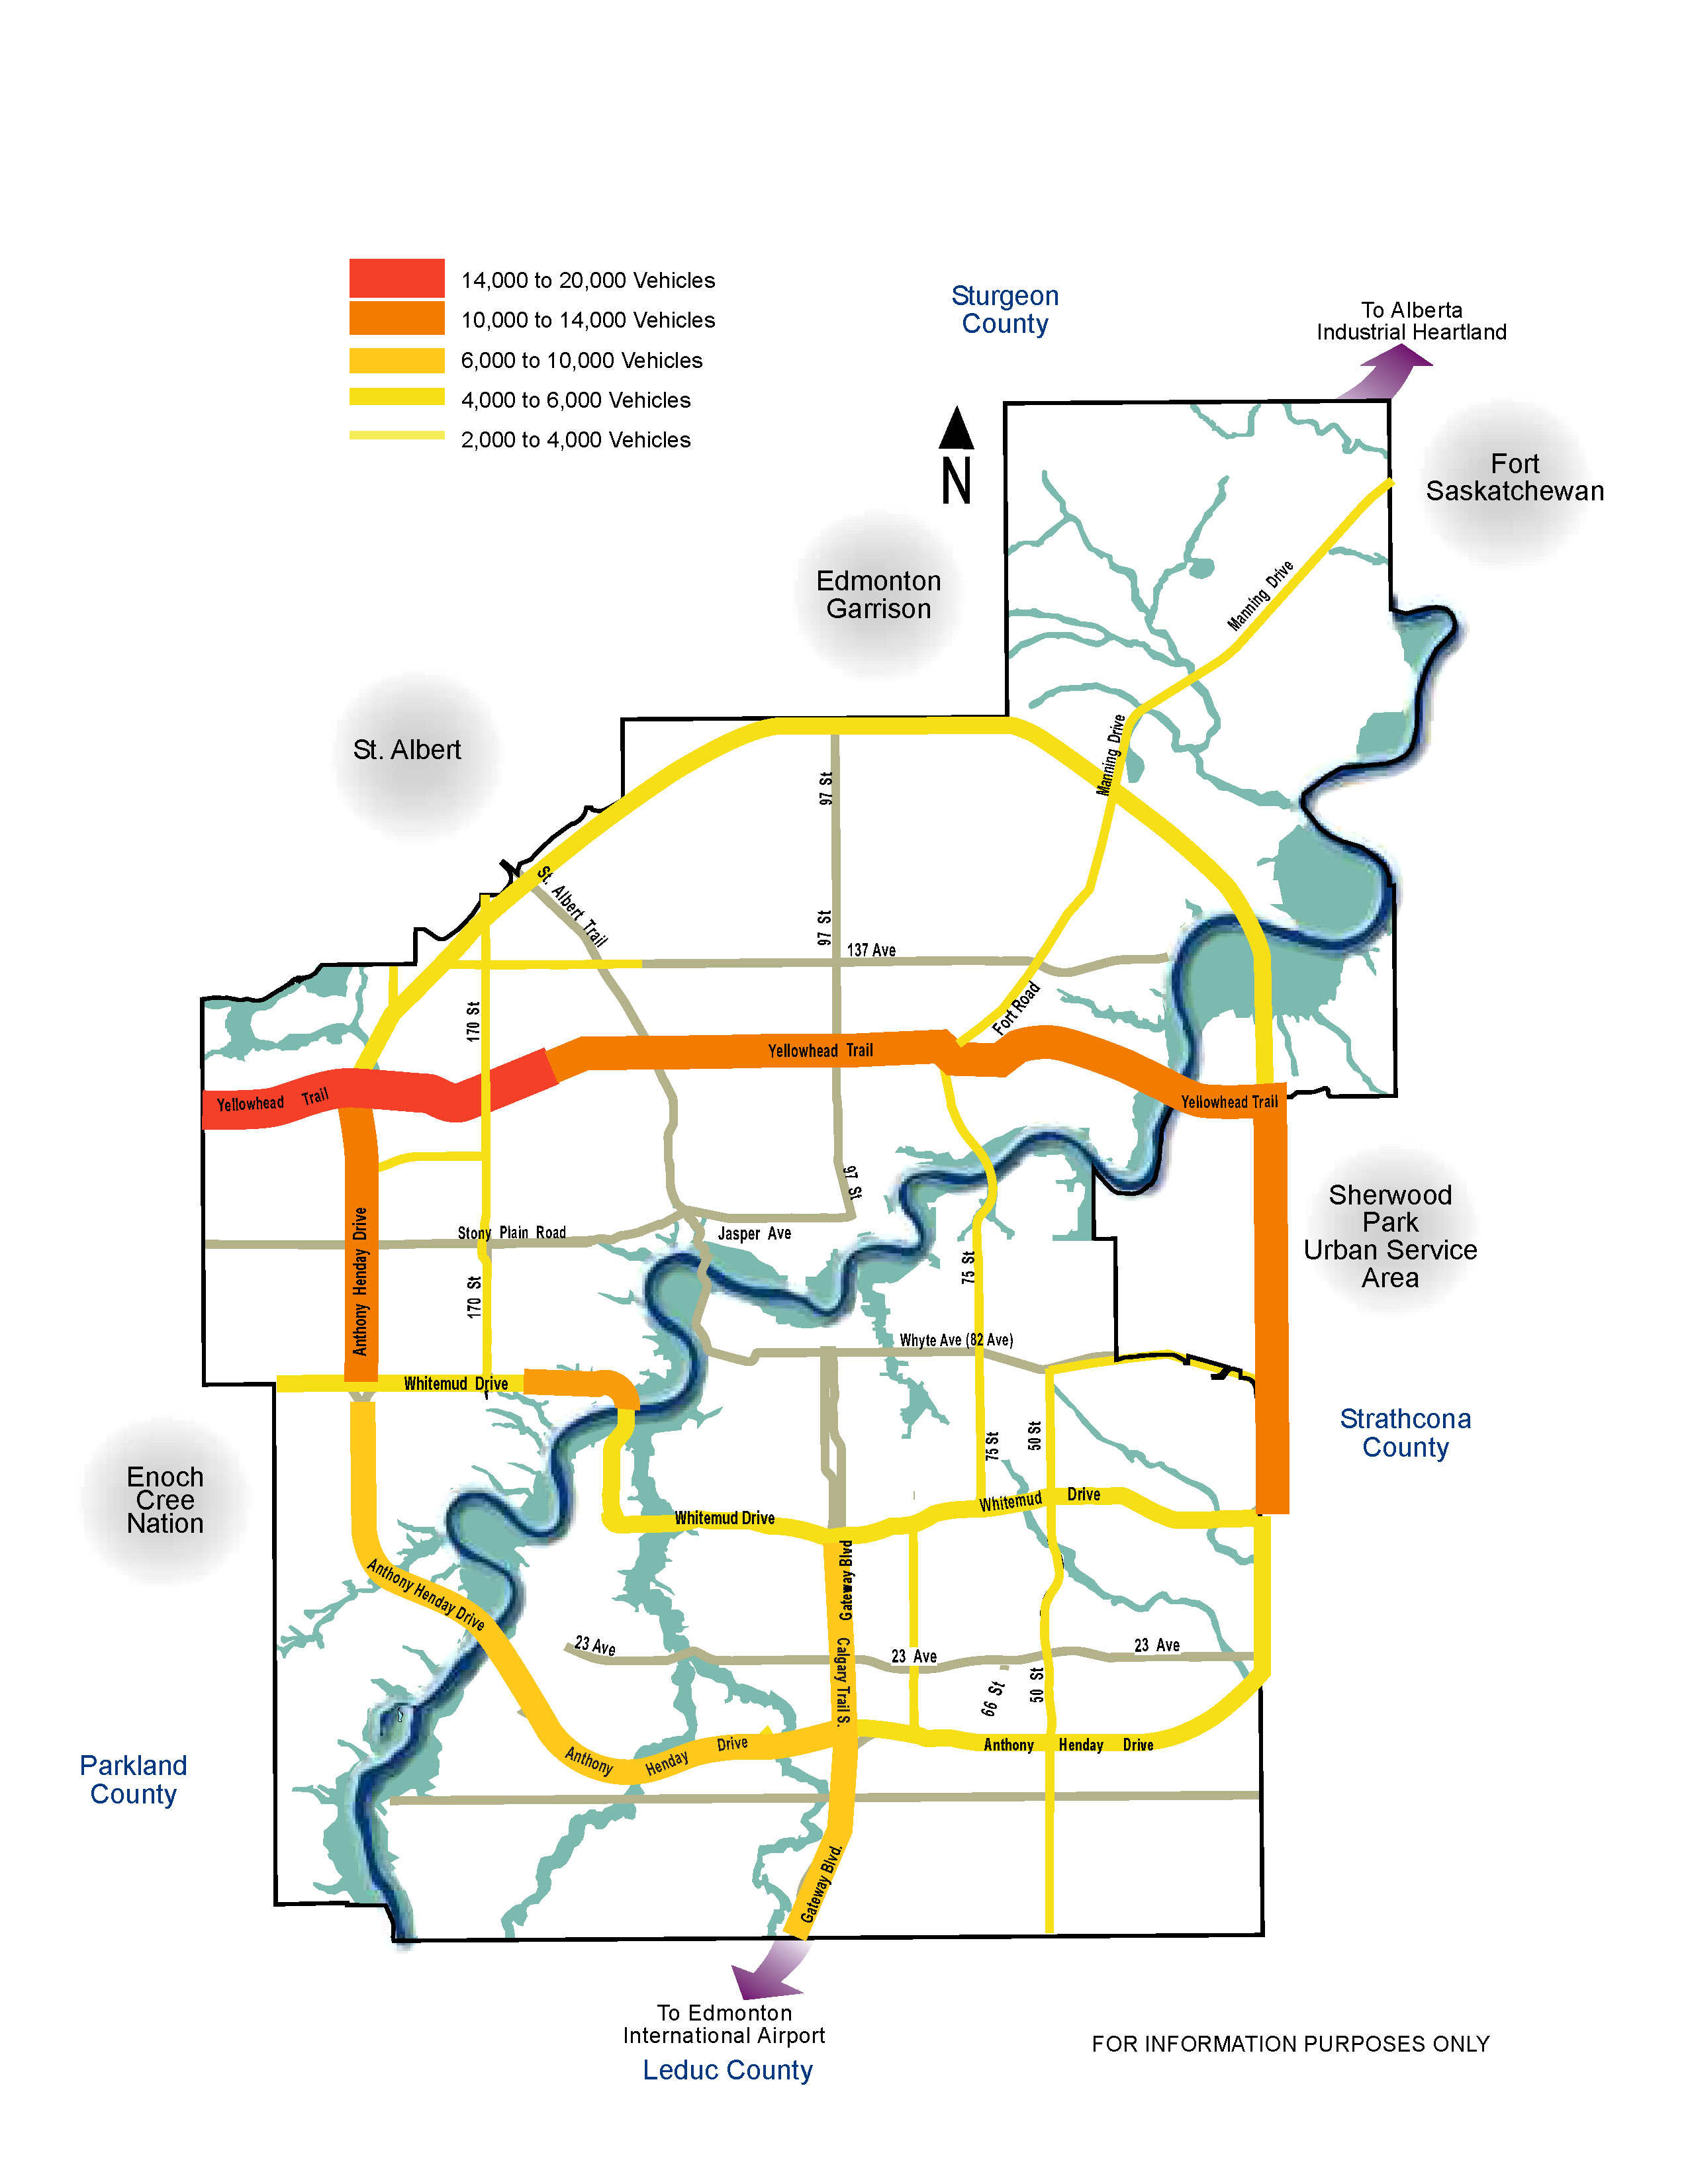 14,000 to 20,000 Vehicles
10,000 to 14,000 Vehicles
6,000 to 10,000 Vehicles
4,000 to 6,000 Vehicles
2,000 to 4,000 Vehicles
Sturgeon
County
To Alberta
Industrial Heartland
N
Fort
Saskatchewan
Edmonton
Garrison
Manning Drive
St. Albert
Manning Drive
97 St
St. Albert Trail
97 St
137 Ave
170 St
Fort Road
Yellowhead Trail
Yellowhead Trail
Yellowhead Trail
97 St
Sherwood
Park
Urban Service
Area
Anthony Henday Drive
Stony Plain Road
Jasper Ave
170 St
75 St
Whyte Ave (82 Ave)
Whitemud Drive
Strathcona
County
75 St
50 St
Enoch
Cree
Nation
Whitemud Drive
Whitemud Drive
Anthony Henday Drive
Gateway Blvd
Calgary Trail S.
23 Ave
23 Ave
23 Ave
66 St
50 St
Anthony Henday Drive
Anthony Henday Drive
Parkland
County
Gateway Blvd.
To Edmonton
International Airport
Leduc County
FOR INFORMATION PURPOSES ONLY